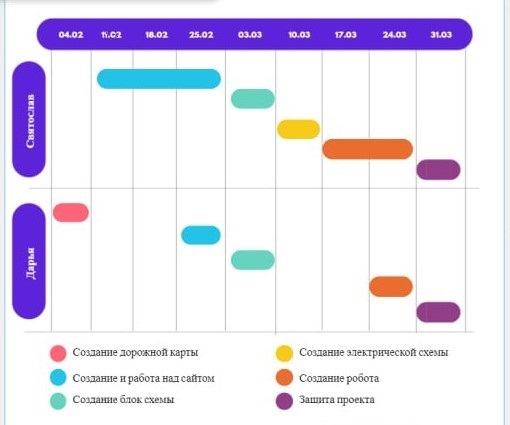 04.02 11.02 18.02 25.02 03.03 10.03 17.03 24.03 31.03
Святослав
Дарья
Создание дорожной карты
Создание и работа над сайтом
Создание блок схемы
Создание электрической схемы
Создание робота
Защита проекта